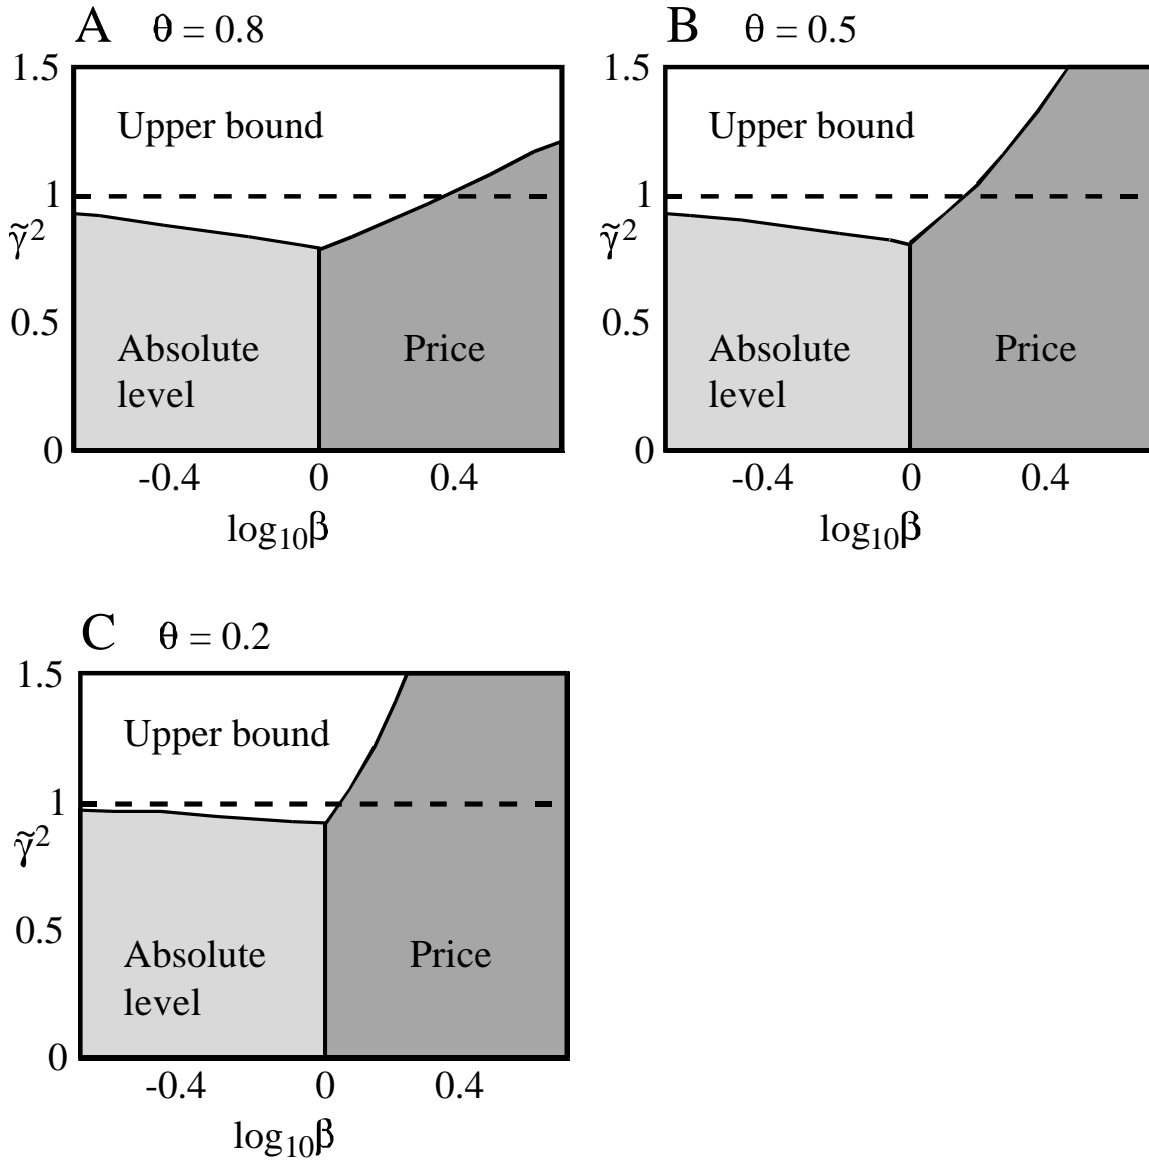 A θ = 0.8
1.5
Upper bound
1
γ̃²
0.5
Absolute
level
Price
0
-0.4 0 0.4
log₁₀β
B θ = 0.5
1.5
Upper bound
1
γ̃²
0.5
Absolute
level
Price
0
-0.4 0 0.4
log₁₀β
C θ = 0.2
1.5
Upper bound
1
γ̃²
0.5
Absolute
level
Price
0
-0.4 0 0.4
log₁₀β